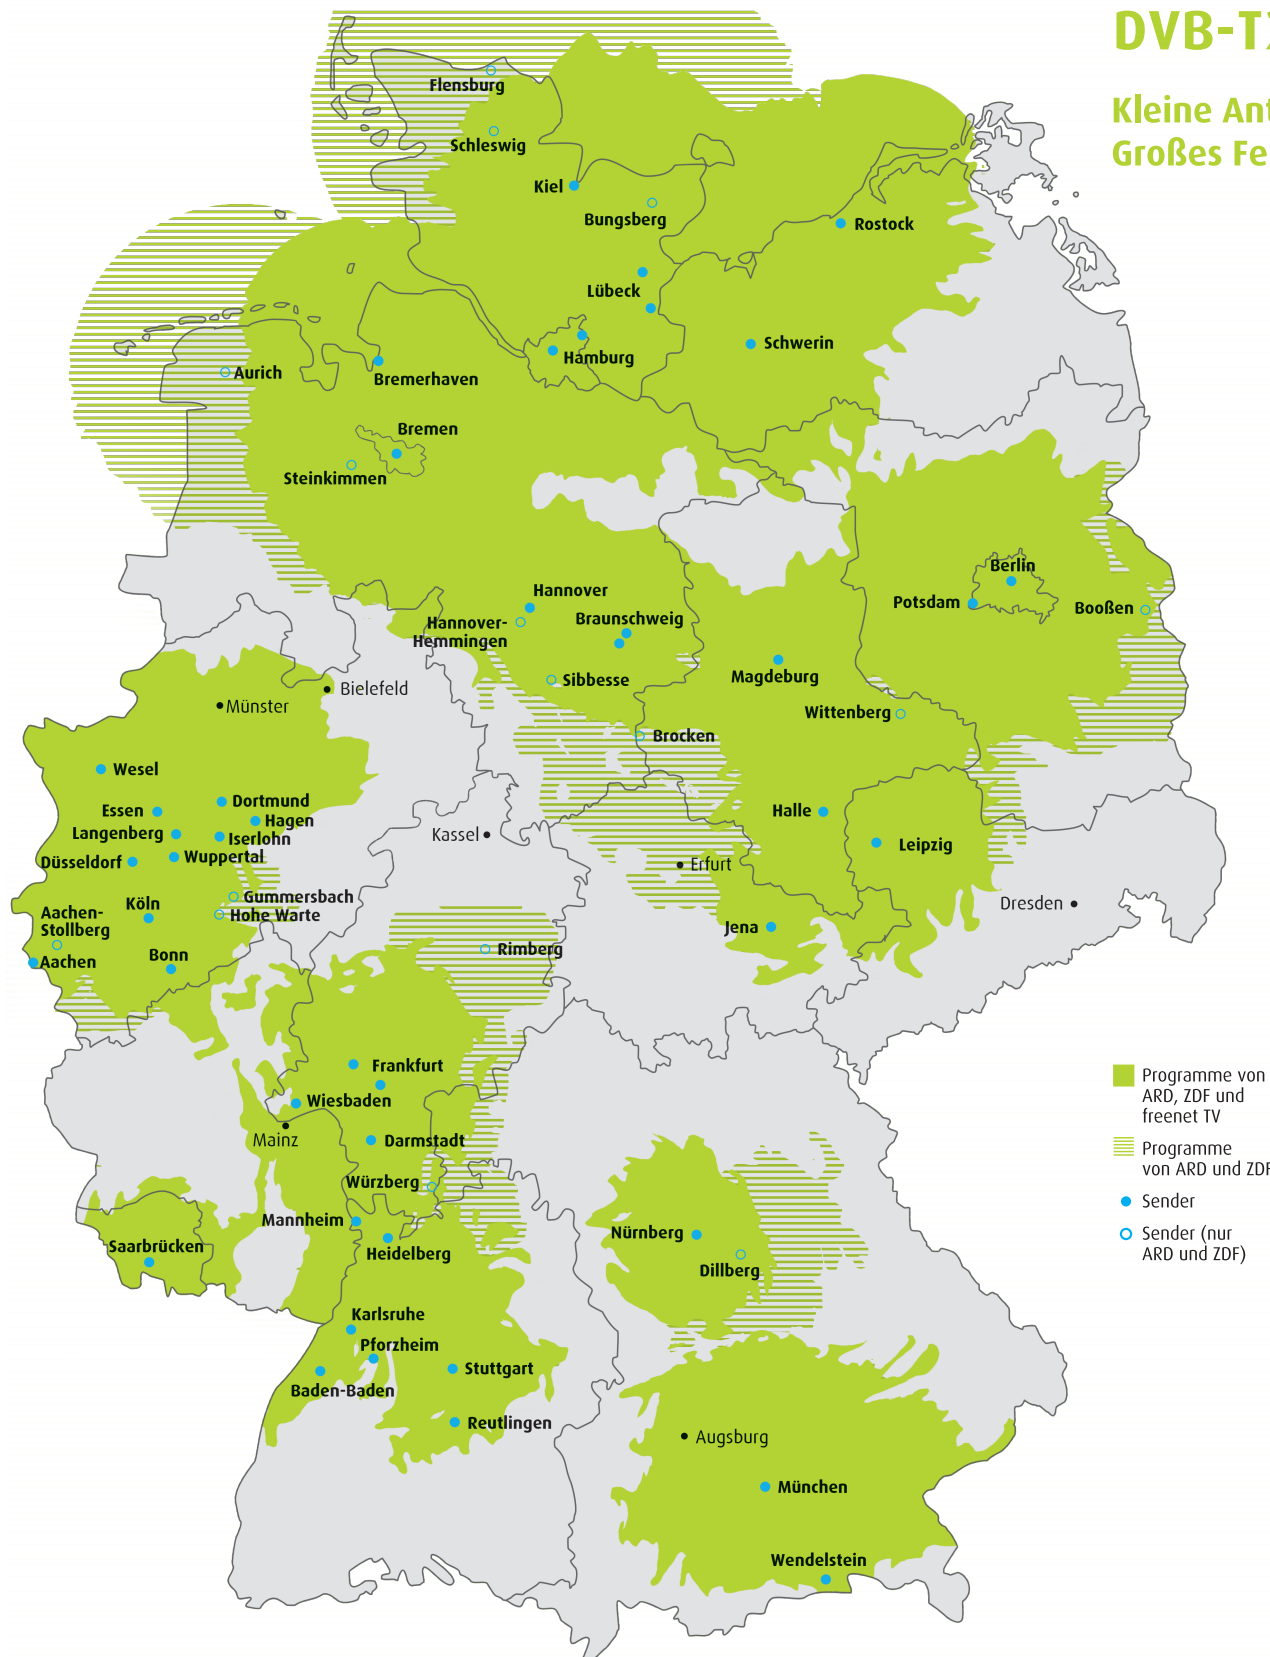 DVB-T
Kleine Ant
Großes Fe
Flensburg
Schleswig
Kiel
Bungsberg
Rostock
Lübeck
Hamburg
Schwerin
Aurich
Bremerhaven
Bremen
Steinkimmen
Hannover
Hannover-
Hemmingen
Braunschweig
Sibbesse
Berlin
Potsdam
Booßen
Magdeburg
Wittenberg
Brocken
Bielefeld
Münster
Wesel
Essen
Dortmund
Hagen
Langenberg
Iserlohn
Düsseldorf
Wuppertal
Kassel
Halle
Leipzig
Erfurt
Dresden
Gummersbach
Hohe Warte
Köln
Aachen-
Stollberg
Aachen
Bonn
Jena
Rimberg
Frankfurt
Wiesbaden
Mainz
Darmstadt
Würzberg
Mannheim
Heidelberg
Saarbrücken
Nürnberg
Dillberg
Karlsruhe
Pforzheim
Baden-Baden
Stuttgart
Reutlingen
Augsburg
München
Wendelstein
Programme von
ARD, ZDF und
freenet TV
Programme
von ARD und ZDF
Sender
Sender (nur
ARD und ZDF)